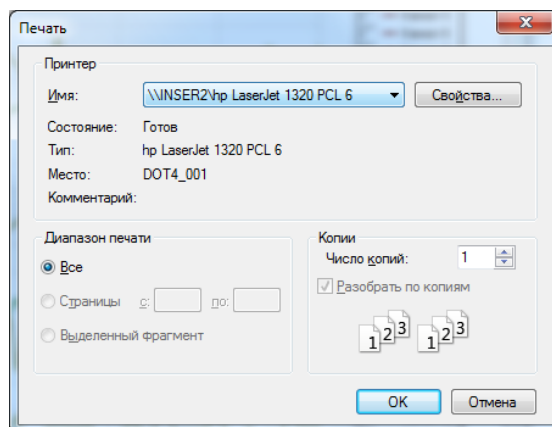 Печать
Принтер
Имя: \\INSER2\hp LaserJet 1320 PCL 6 Свойства...
Состояние: Готов
Тип: hp LaserJet 1320 PCL 6
Место: DOT4_001
Комментарий:
Диапазон печати
Все
Страницы с: по:
Выделенный фрагмент
Копии
Число копий: 1
Разобрать по копиям
1 2 3 1 2 3
OK Отмена